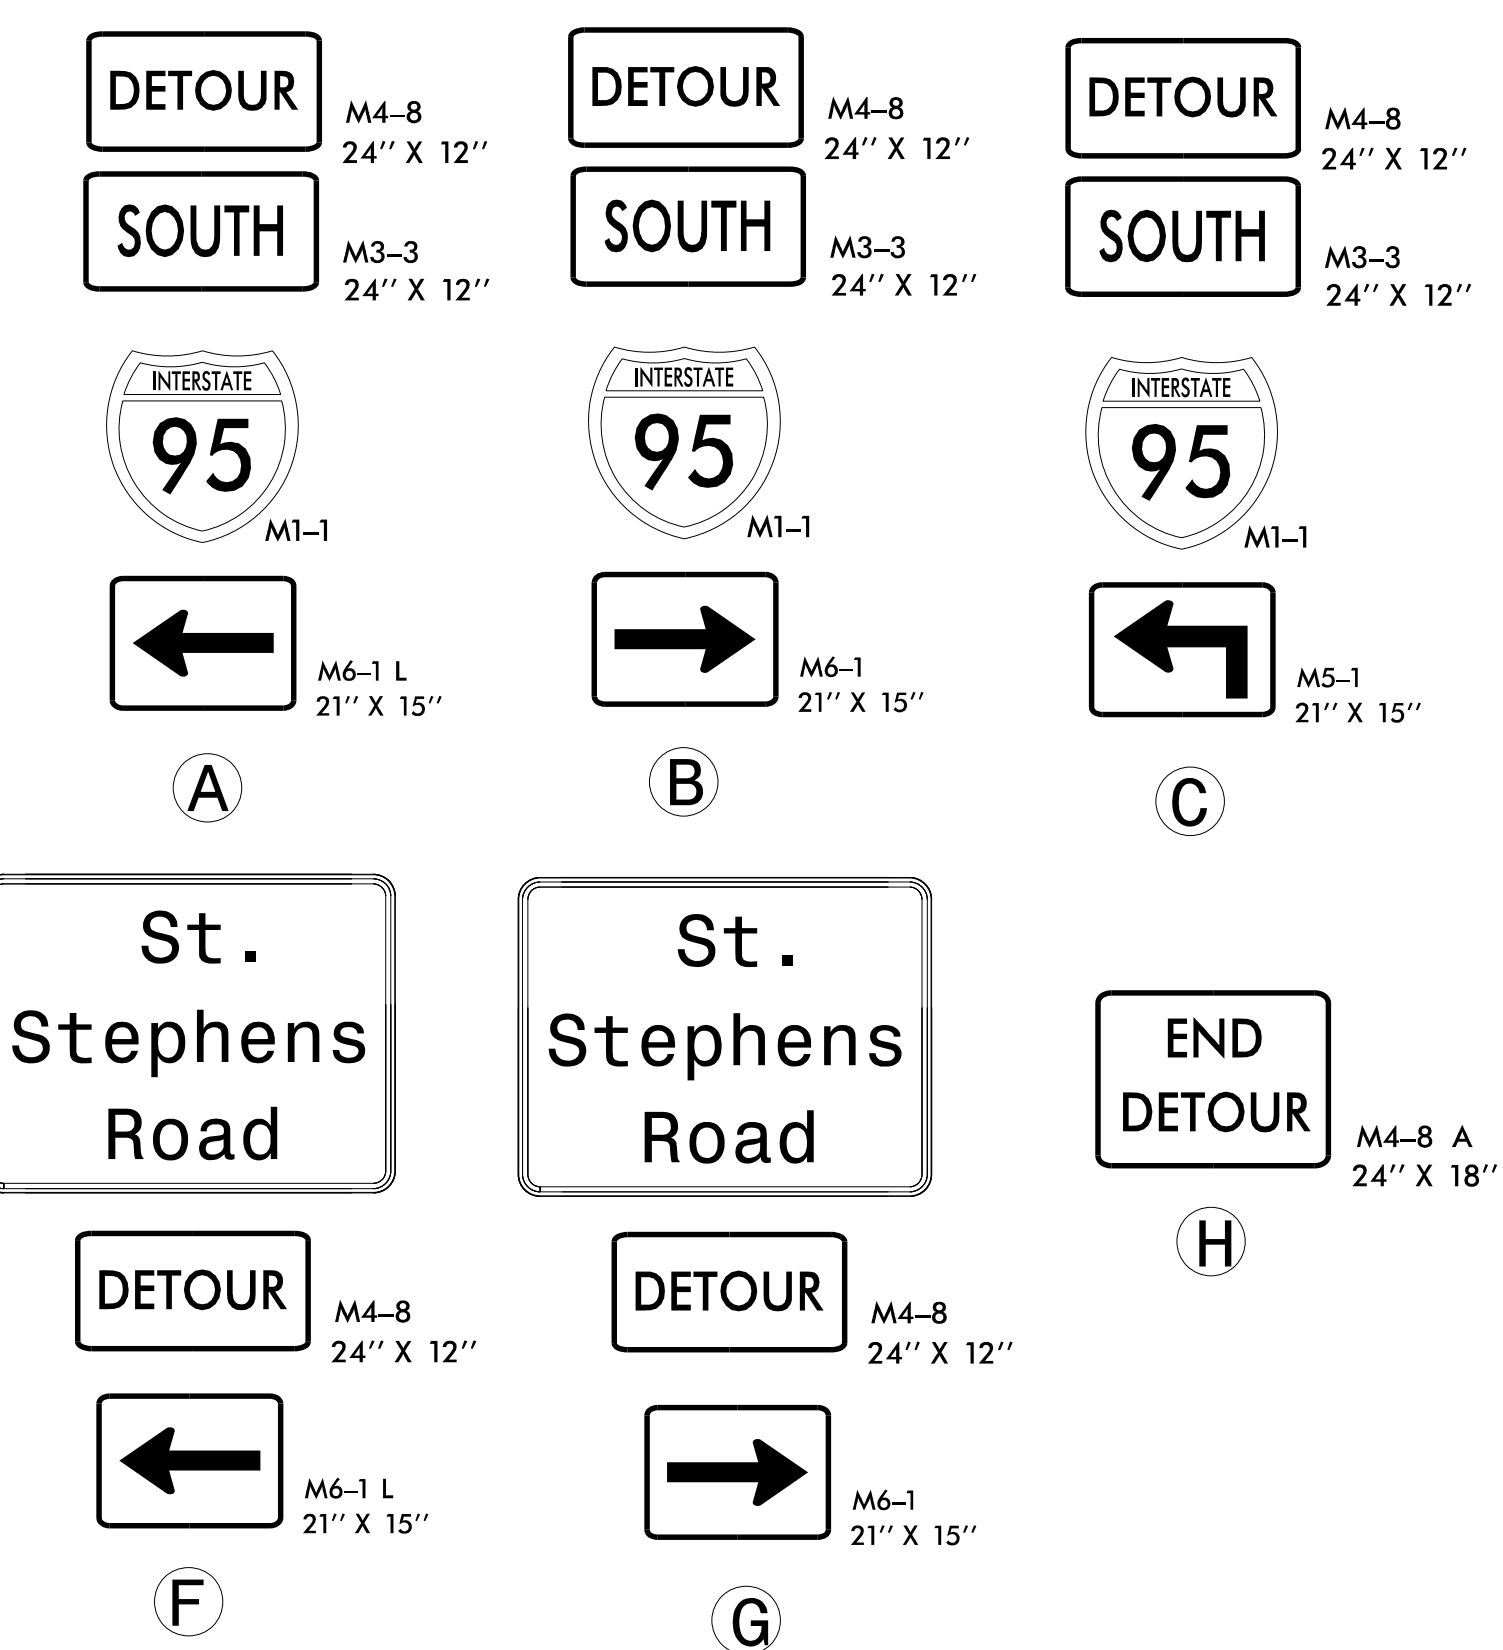 DETOUR
M4–8
24'' X 12''
SOUTH
M3–3
24'' X 12''
INTERSTATE
95
M1–1
M6–1 L
21'' X 15''
A
DETOUR
M4–8
24'' X 12''
SOUTH
M3–3
24'' X 12''
INTERSTATE
95
M1–1
M6–1
21'' X 15''
B
DETOUR
M4–8
24'' X 12''
SOUTH
M3–3
24'' X 12''
INTERSTATE
95
M1–1
M5–1
21'' X 15''
C
St.
Stephens
Road
DETOUR
M4–8
24'' X 12''
M6–1 L
21'' X 15''
F
St.
Stephens
Road
DETOUR
M4–8
24'' X 12''
M6–1
21'' X 15''
G
END
DETOUR
M4–8 A
24'' X 18''
H